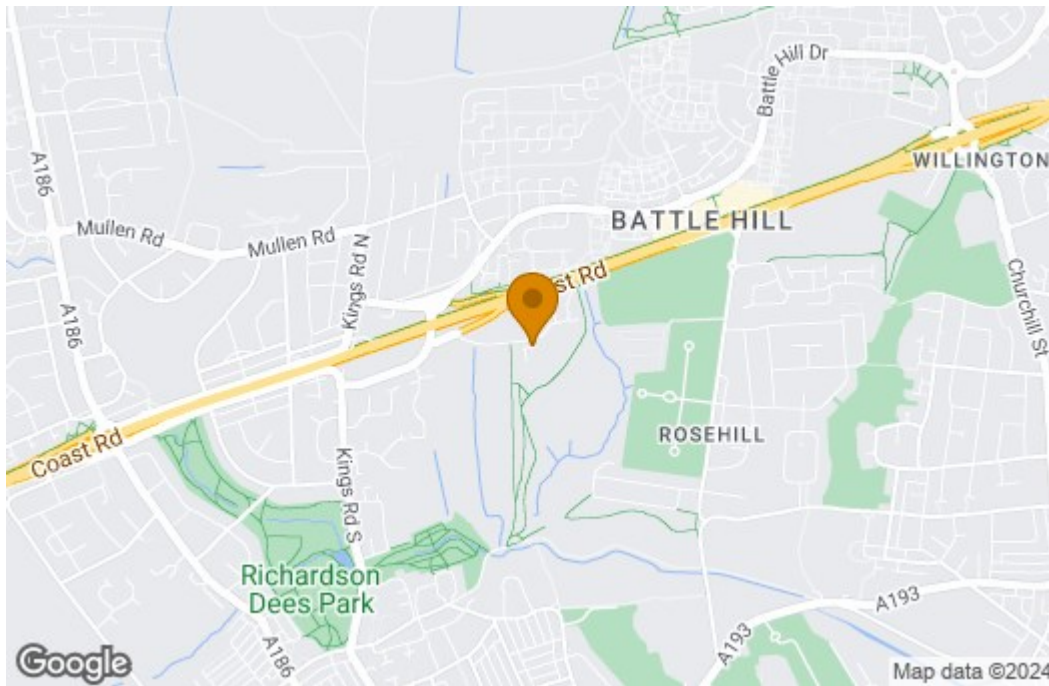 Battle Hill Dr
A186
WILLINGTON
Mullen Rd
Mullen Rd
BATTLE HILL
Kings Rd N
st Rd
A186
Churchill St
Coast Rd
ROSEHILL
Kings Rd S
Richardson
Dees Park
A193
A193
A186
Google
Map data ©2024